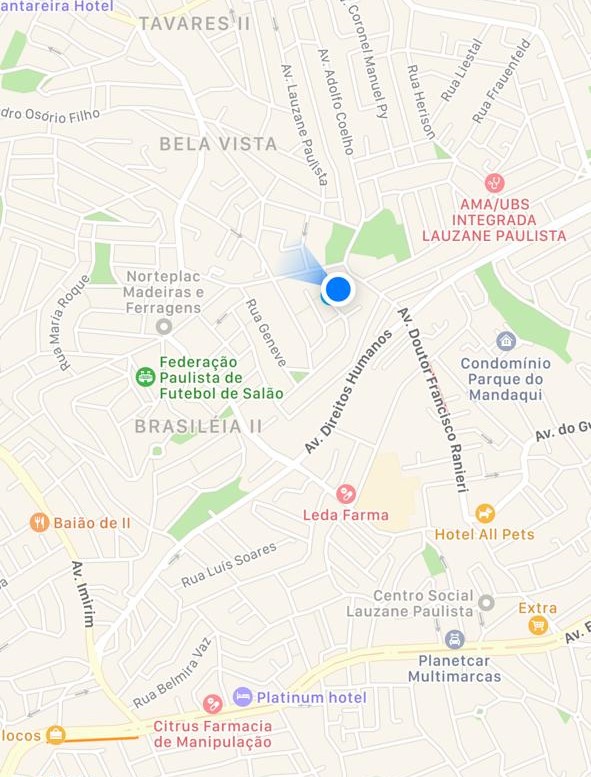 antareira Hotel
TAVARES II
Coronel Manuel Py
Rua Liestal
Rua Frauenfeld
Av. Adolfo Coelho
Rua Herison
Av. Lauzane Paulista
dro Osório Filho
BELA VISTA
AMA/UBS
INTEGRADA
LAUZANE PAULISTA
Norteplac
Madeiras e
Ferragens
Rua Maria Roque
Rua Geneve
Av. Direitos Humanos
Av. Doutor Francisco Ranieri
Condomínio
Parque do
Mandaqui
Federação
Paulista de
Futebol de Salão
BRASILÉIA II
Av. do Gu
Leda Farma
Hotel All Pets
Baião de II
Rua Luís Soares
Av. Imirim
Centro Social
Lauzane Paulista
Extra
Av. E
Planetcar
Multimarcas
Rua Belmira Vaz
Platinum hotel
Citrus Farmacia
de Manipulação
locos